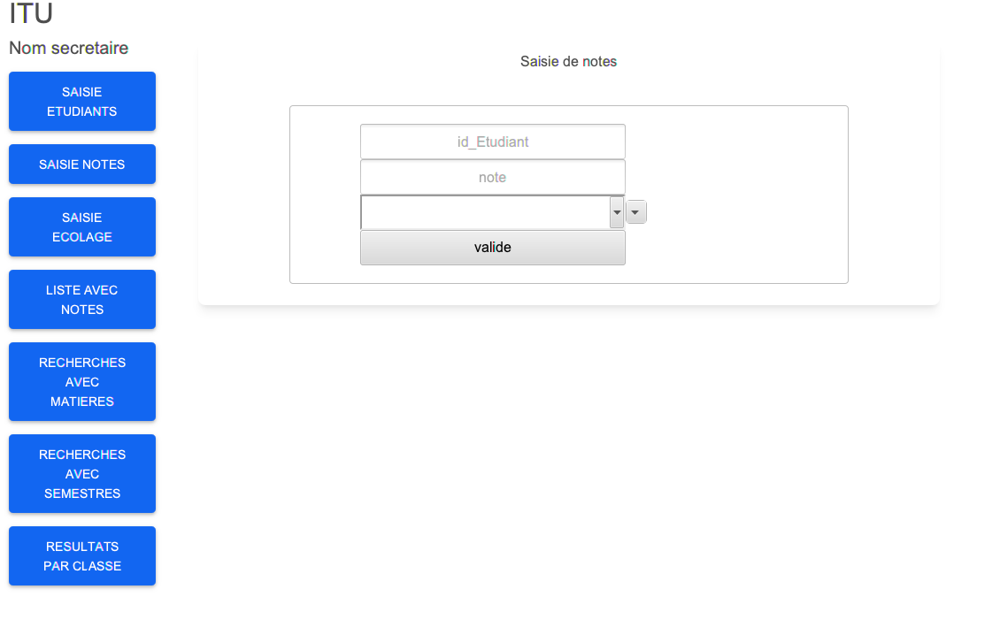 ITU
Nom secretaire
SAISIE
ETUDIANTS
SAISIE NOTES
SAISIE
ECOLAGE
LISTE AVEC
NOTES
RECHERCHES
AVEC
MATIERES
RECHERCHES
AVEC
SEMESTRES
RESULTATS
PAR CLASSE
Saisie de notes
id_Etudiant
note
valide